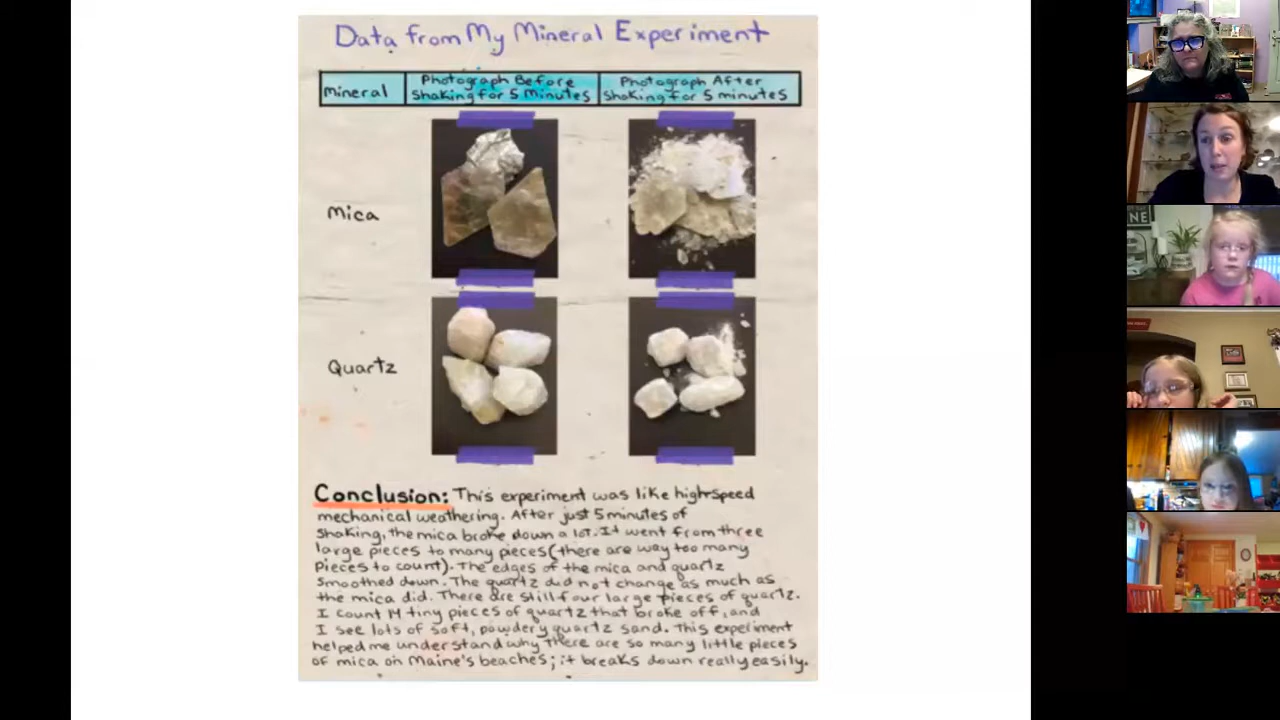 Data from My Mineral Experiment
Mineral
Photograph Before
Shaking for 5 Minutes
Photograph After
Shaking for 5 minutes
Mica
Quartz
Conclusion: This experiment was like high-speed
mechanical weathering. After just 5 minutes of
shaking, the mica broke down a lot. It went from three
large pieces to many pieces (there are way too many
pieces to count). The edges of the mica and quartz
smoothed down. The quartz did not change as much as
the mica did. There are still four large pieces of quartz.
I count 14 tiny pieces of quartz that broke off, and
I see lots of soft, powdery quartz sand. This experiment
helped me understand why there are so many little pieces
of mica on Maine's beaches; it breaks down really easily.
NE